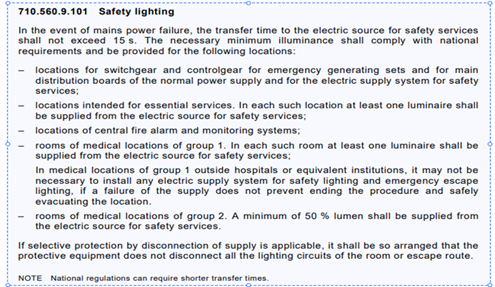 710.560.9.101 Safety lighting
In the event of mains power failure, the transfer time to the electric source for safety services
shall not exceed 15 s. The necessary minimum illuminance shall comply with national
requirements and be provided for the following locations:
– locations for switchgear and controlgear for emergency generating sets and for main
distribution boards of the normal power supply and for the electric supply system for safety
services;
– locations intended for essential services. In each such location at least one luminaire shall
be supplied from the electric source for safety services;
– locations of central fire alarm and monitoring systems;
– rooms of medical locations of group 1. In each such room at least one luminaire shall be
supplied from the electric source for safety services;
In medical locations of group 1 outside hospitals or equivalent institutions, it may not be
necessary to install any electric supply system for safety lighting and emergency escape
lighting, if a failure of the supply does not prevent ending the procedure and safely
evacuating the location.
– rooms of medical locations of group 2. A minimum of 50 % lumen shall be supplied from
the electric source for safety services.
If selective protection by disconnection of supply is applicable, it shall be so arranged that the
protective equipment does not disconnect all the lighting circuits of the room or escape route.
NOTE National regulations can require shorter transfer times.